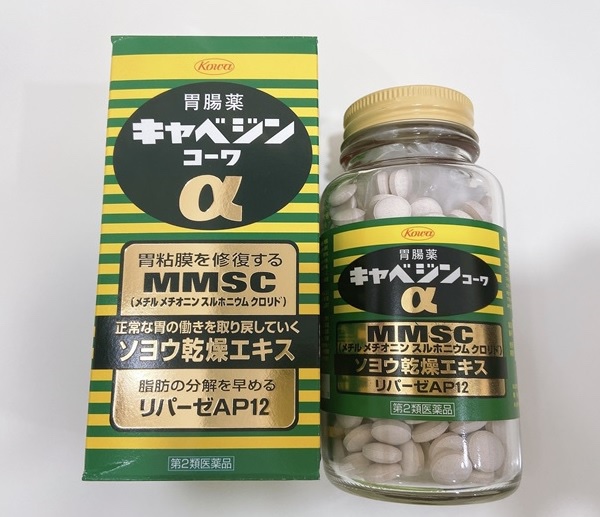 Kowa
胃腸薬
キャベジン
コーワ
α
胃粘膜を修復する
MMSC
(メチル メチオニン スルホニウム クロリド)
正常な胃の働きを取り戻していく
ソヨウ乾燥エキス
脂肪の分解を早める
リパーゼAP12
第2類医薬品
Kowa
胃腸薬
キャベジンコーワ
α
MMSC
(メチル メチオニン スルホニウム クロリド)
ソヨウ乾燥エキス
リパーゼAP12
第2類医薬品